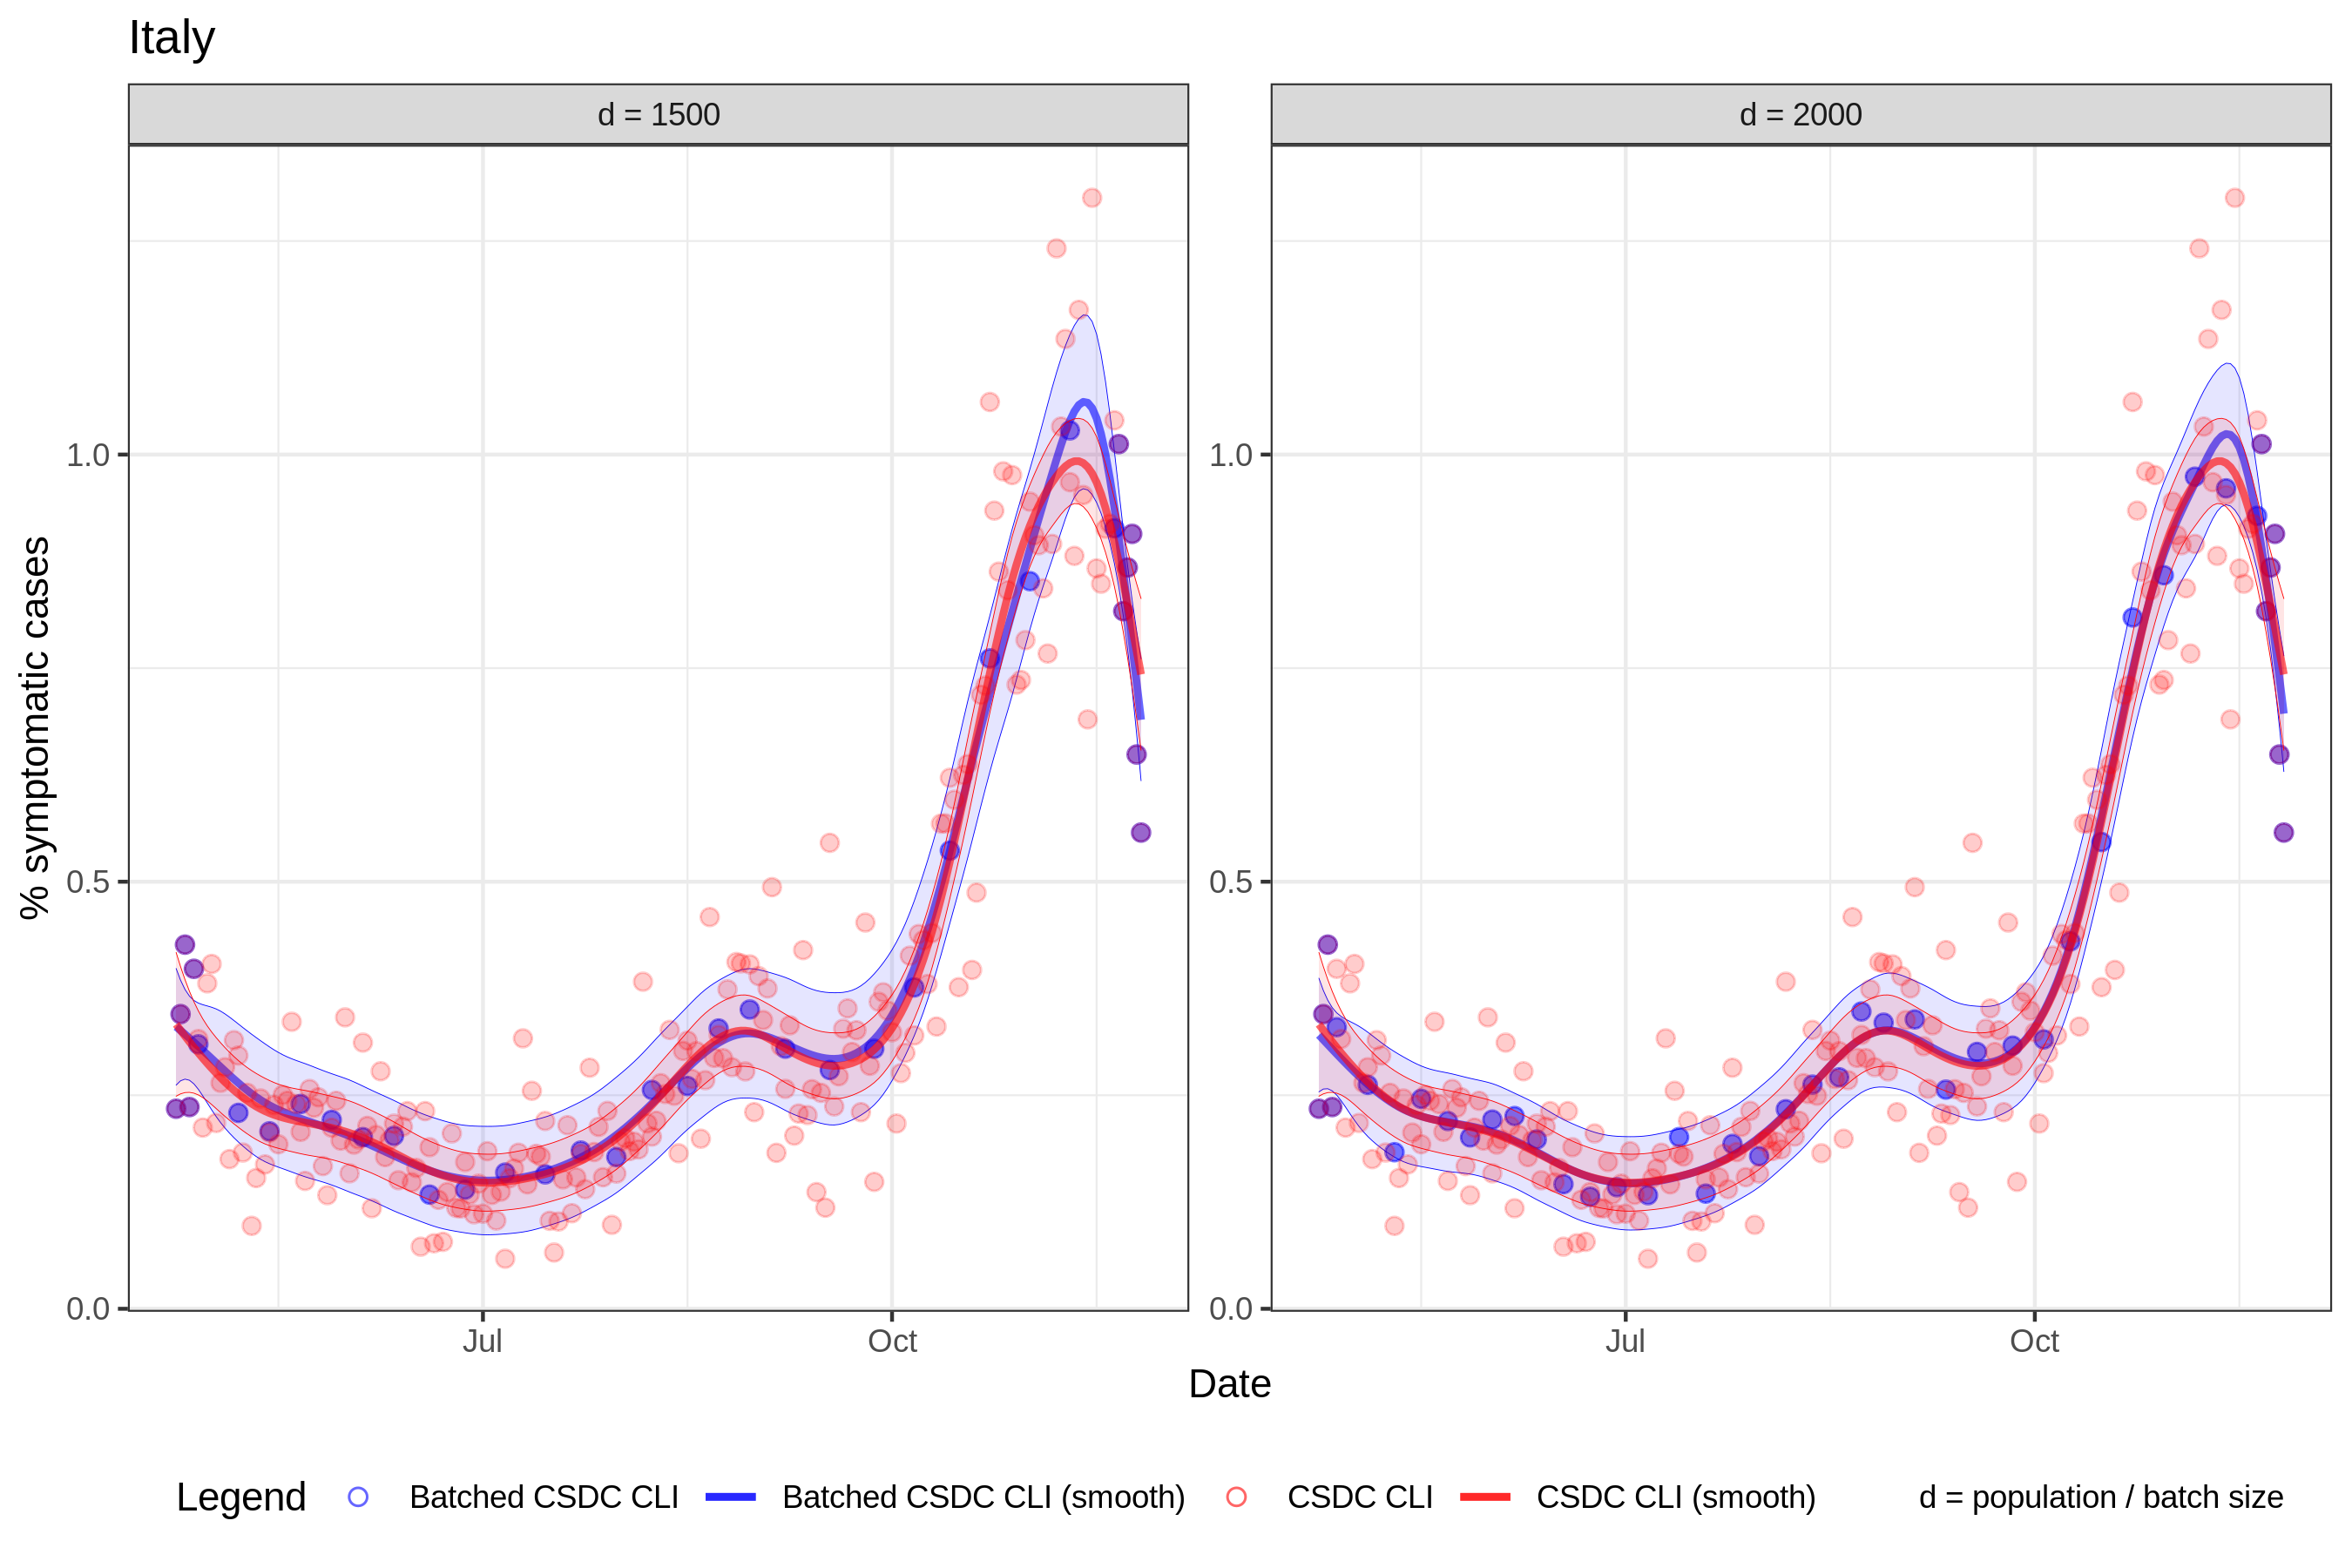 Italy
d = 1500
d = 2000
% symptomatic cases
1.0
0.5
0.0
1.0
0.5
0.0
Jul
Oct
Jul
Oct
Date
Legend
Batched CSDC CLI
Batched CSDC CLI (smooth)
CSDC CLI
CSDC CLI (smooth)
d = population / batch size